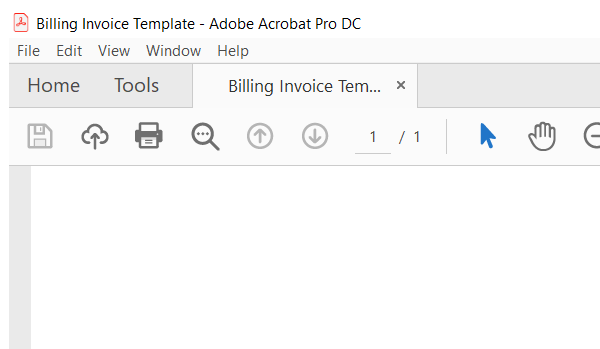 Billing Invoice Template - Adobe Acrobat Pro DC
File Edit View Window Help
Home Tools Billing Invoice Tem... ×
1 / 1